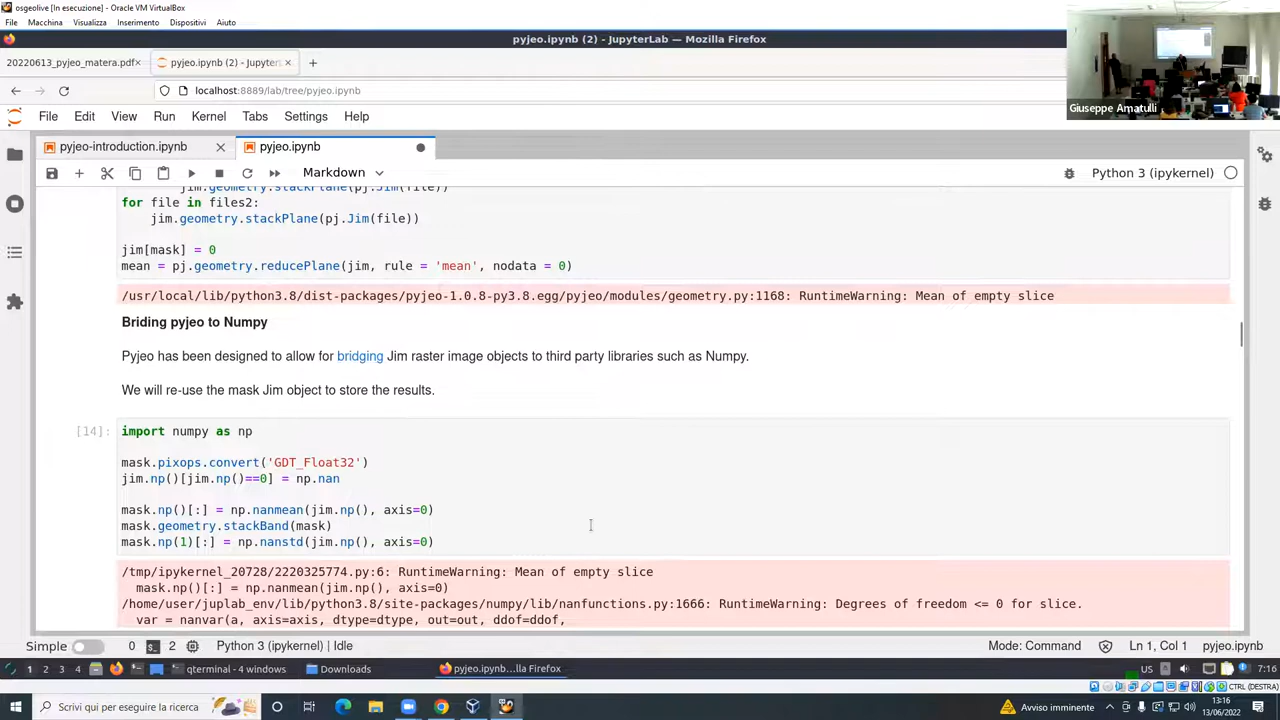 osgeolive [In esecuzione] - Oracle VM VirtualBox
File Macchina Visualizza Inserimento Dispositivi Aiuto
pyjeo.ipynb (2) - JupyterLab — Mozilla Firefox
20220613_pyjeo_matera.pdf × pyjeo.ipynb (2) - Jupyter × +
localhost:8889/lab/tree/pyjeo.ipynb
Giuseppe Amatulli
File Edit View Run Kernel Tabs Settings Help
pyjeo-introduction.ipynb × pyjeo.ipynb
Markdown Python 3 (ipykernel)
jim.geometry.stackPlane(pj.Jim(file))
for file in files2:
jim.geometry.stackPlane(pj.Jim(file))
jim[mask] = 0
mean = pj.geometry.reducePlane(jim, rule = 'mean', nodata = 0)
/usr/local/lib/python3.8/dist-packages/pyjeo-1.0.8-py3.8.egg/pyjeo/modules/geometry.py:1168: RuntimeWarning: Mean of empty slice
Briding pyjeo to Numpy
Pyjeo has been designed to allow for bridging Jim raster image objects to third party libraries such as Numpy.
We will re-use the mask Jim object to store the results.
[14]: import numpy as np
mask.pixops.convert('GDT_Float32')
jim.np()[jim.np()==0] = np.nan
mask.np()[:] = np.nanmean(jim.np(), axis=0)
mask.geometry.stackBand(mask)
mask.np(1)[:] = np.nanstd(jim.np(), axis=0)
/tmp/ipykernel_20728/2220325774.py:6: RuntimeWarning: Mean of empty slice
mask.np()[:] = np.nanmean(jim.np(), axis=0)
/home/user/juplab_env/lib/python3.8/site-packages/numpy/lib/nanfunctions.py:1666: RuntimeWarning: Degrees of freedom <= 0 for slice.
var = nanvar(a, axis=axis, dtype=dtype, out=out, ddof=ddof,
Simple 0 2 Python 3 (ipykernel) | Idle Mode: Command Ln 1, Col 1 pyjeo.ipynb
1 2 3 4 qterminal - 4 windows Downloads pyjeo.ipynb...lla Firefox US 7:16
CTRL (DESTRA)
Scrivi qui per eseguire la ricerca Avviso imminente 13:16
13/06/2022